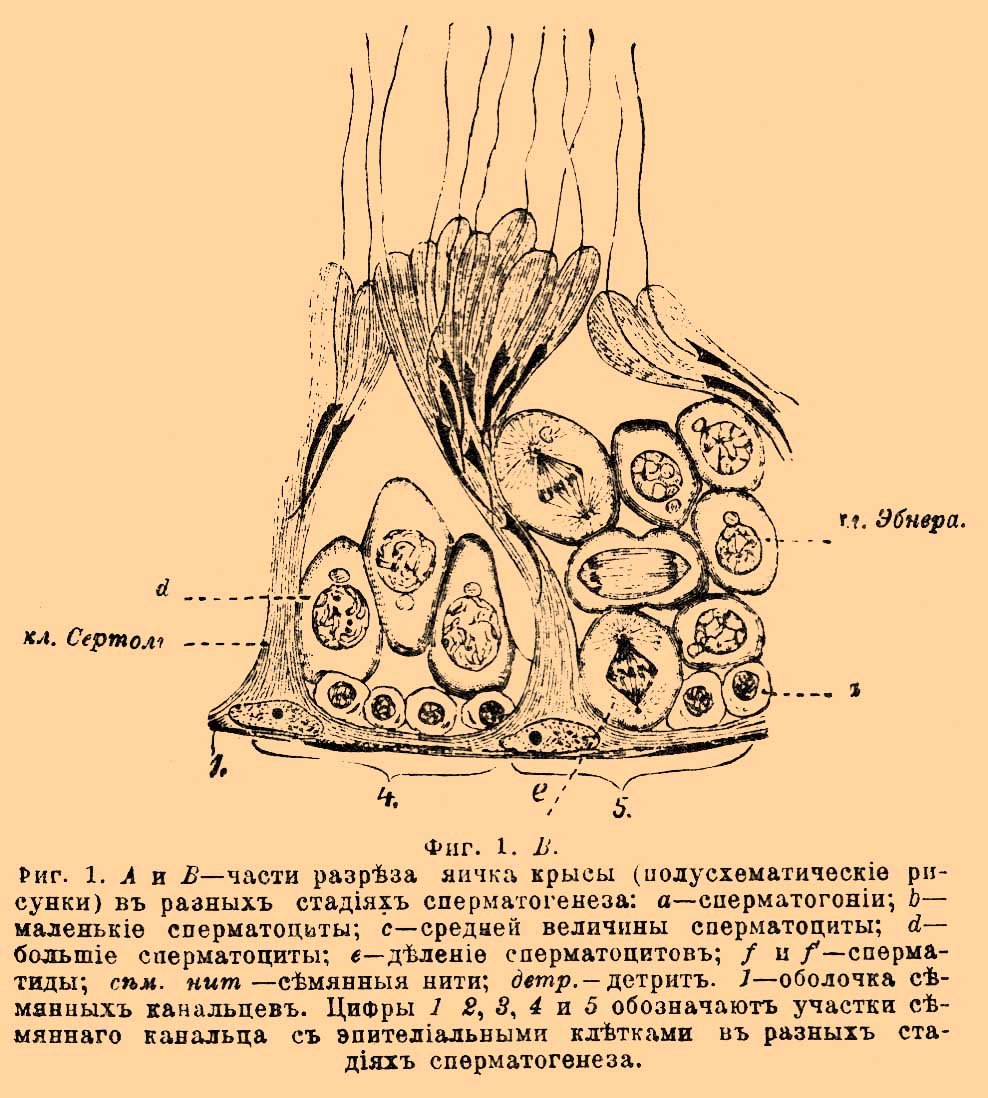 Эбнера.
d
кл. Сертоли
1.
4.
e
5.
Фиг. 1. B.
Фиг. 1. A и B—части разрѣза яичка крысы (полусхематическіе ри-
сунки) въ разныхъ стадіяхъ сперматогенеза: a—сперматогоніи; b—
маленькіе сперматоциты; c—средней величины сперматоциты; d—
большіе сперматоциты; e—дѣленіе сперматоцитовъ; f и f'—сперма-
тиды; спм. нит —сѣмянныя нити; детр.—детритъ. 1—оболочка сѣ-
мянныхъ канальцевъ. Цифры 1 2, 3, 4 и 5 обозначаютъ участки сѣ-
мяннаго канальца съ эпителіальными клѣтками въ разныхъ ста-
діяхъ сперматогенеза.